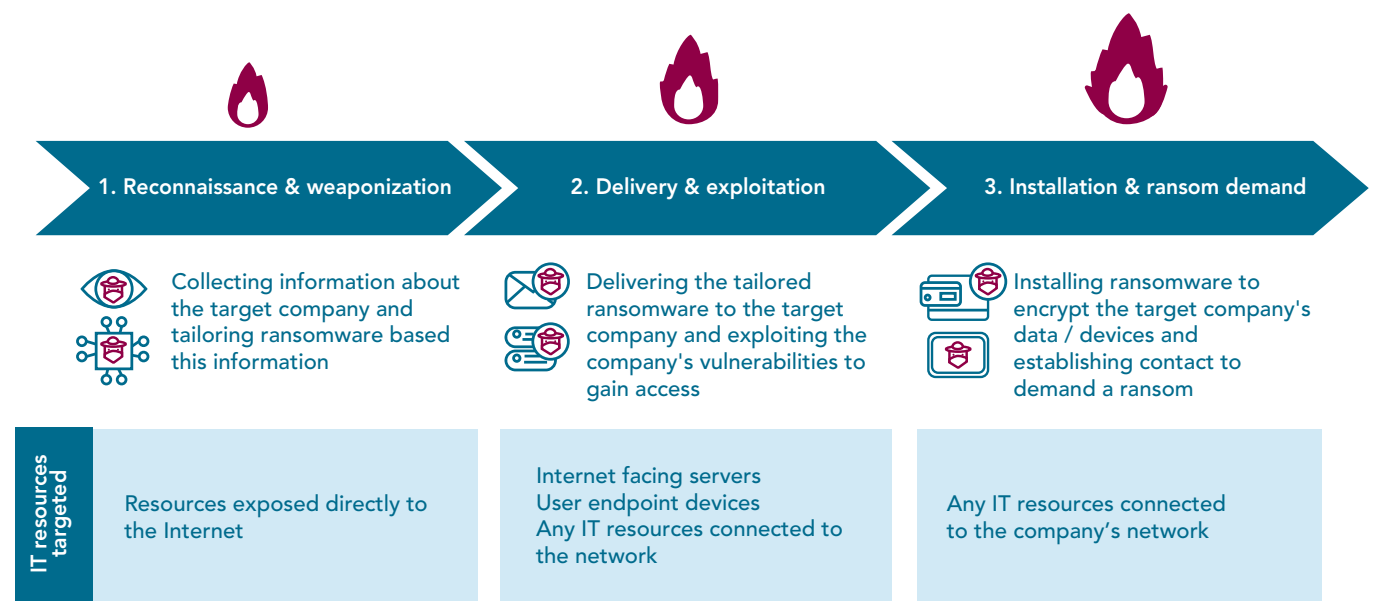 1. Reconnaissance & weaponization
2. Delivery & exploitation
3. Installation & ransom demand
Collecting information about
the target company and
tailoring ransomware based
this information
Delivering the tailored
ransomware to the target
company and exploiting the
company's vulnerabilities to
gain access
Installing ransomware to
encrypt the target company's
data / devices and
establishing contact to
demand a ransom
IT resources
targeted
Resources exposed directly to
the Internet
Internet facing servers
User endpoint devices
Any IT resources connected to
the network
Any IT resources connected
to the company’s network